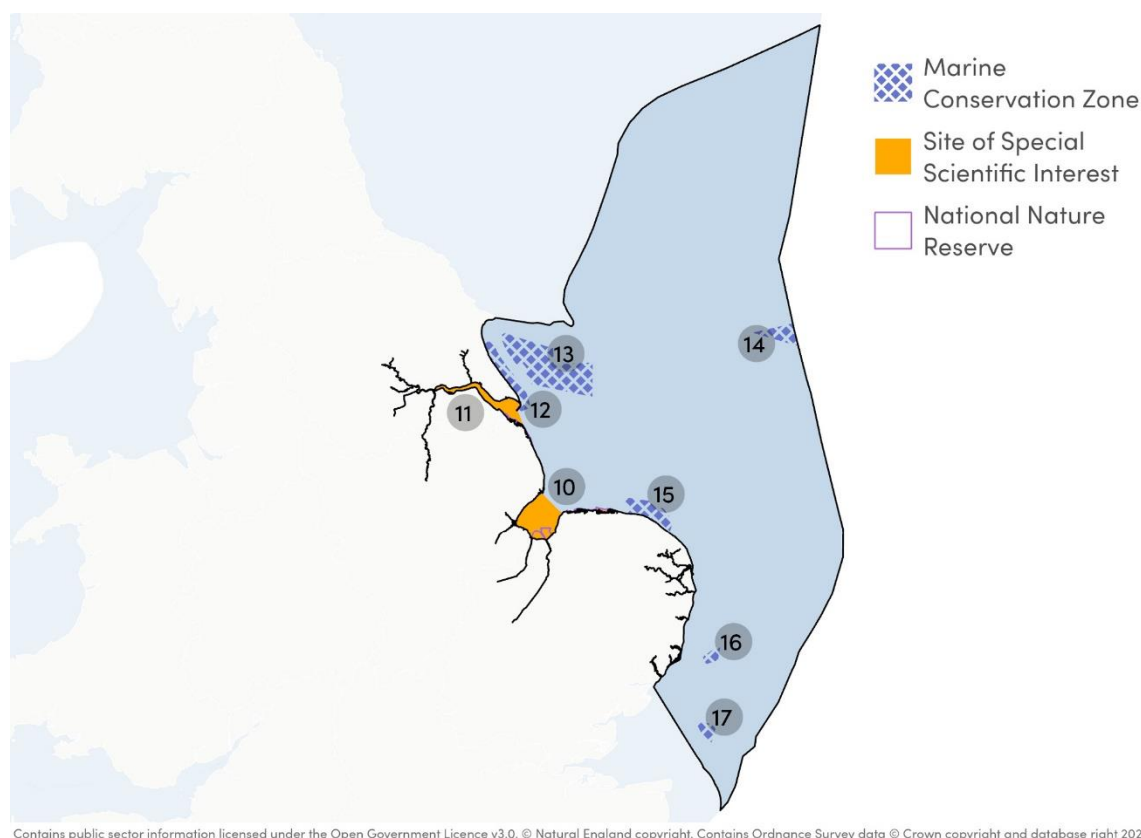 Marine
Conservation Zone
Site of Special
Scientific Interest
National Nature
Reserve
13
14
11
12
10
15
16
17
Contains public sector information licensed under the Open Government Licence v3.0. © Natural England copyright. Contains Ordnance Survey data © Crown copyright and database right 202